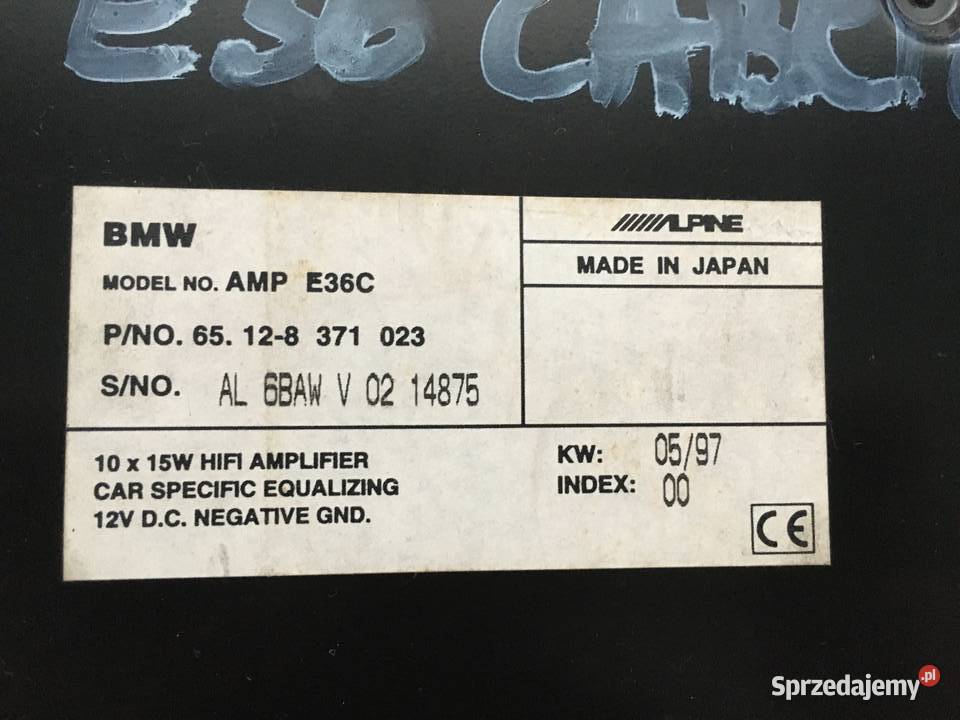 E36 CABRI
BMW
MODEL NO. AMP E36C
P/NO. 65. 12-8 371 023
S/NO. AL 6BAW V 02 14875
ALPINE
MADE IN JAPAN
10 x 15W HIFI AMPLIFIER
CAR SPECIFIC EQUALIZING
12V D.C. NEGATIVE GND.
KW: 05/97
INDEX: 00
CE
Sprzedajemy.pl